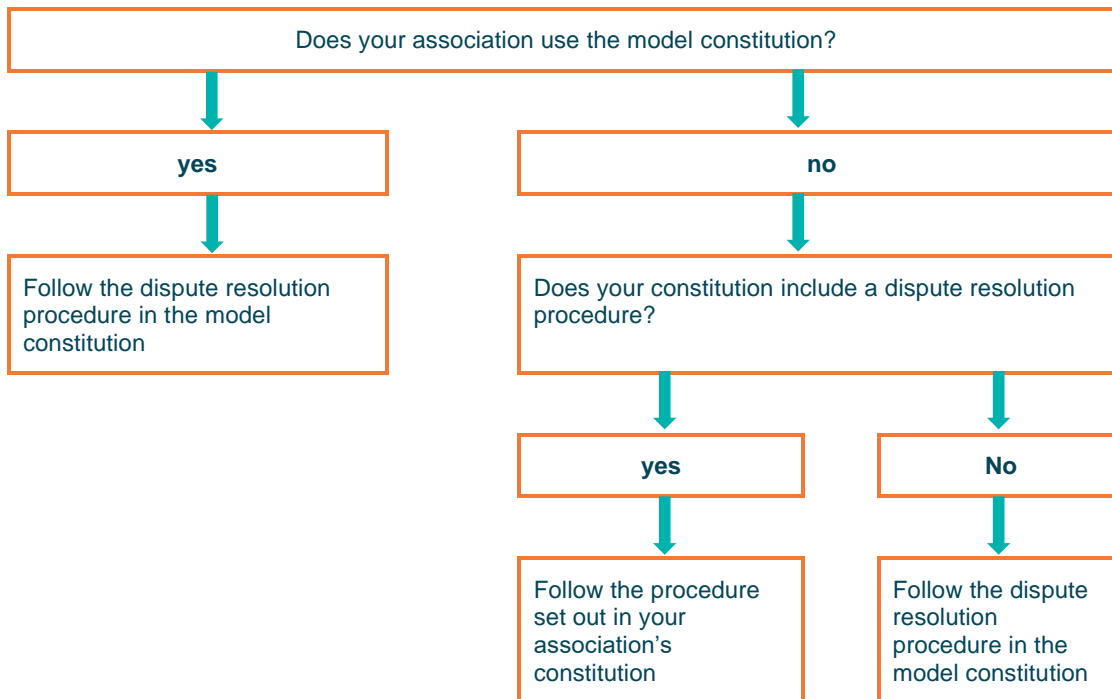 Does your association use the model constitution?
yes
no
Follow the dispute resolution
procedure in the model
constitution
Does your constitution include a dispute resolution
procedure?
yes
No
Follow the procedure
set out in your
association’s
constitution
Follow the dispute
resolution
procedure in the
model constitution